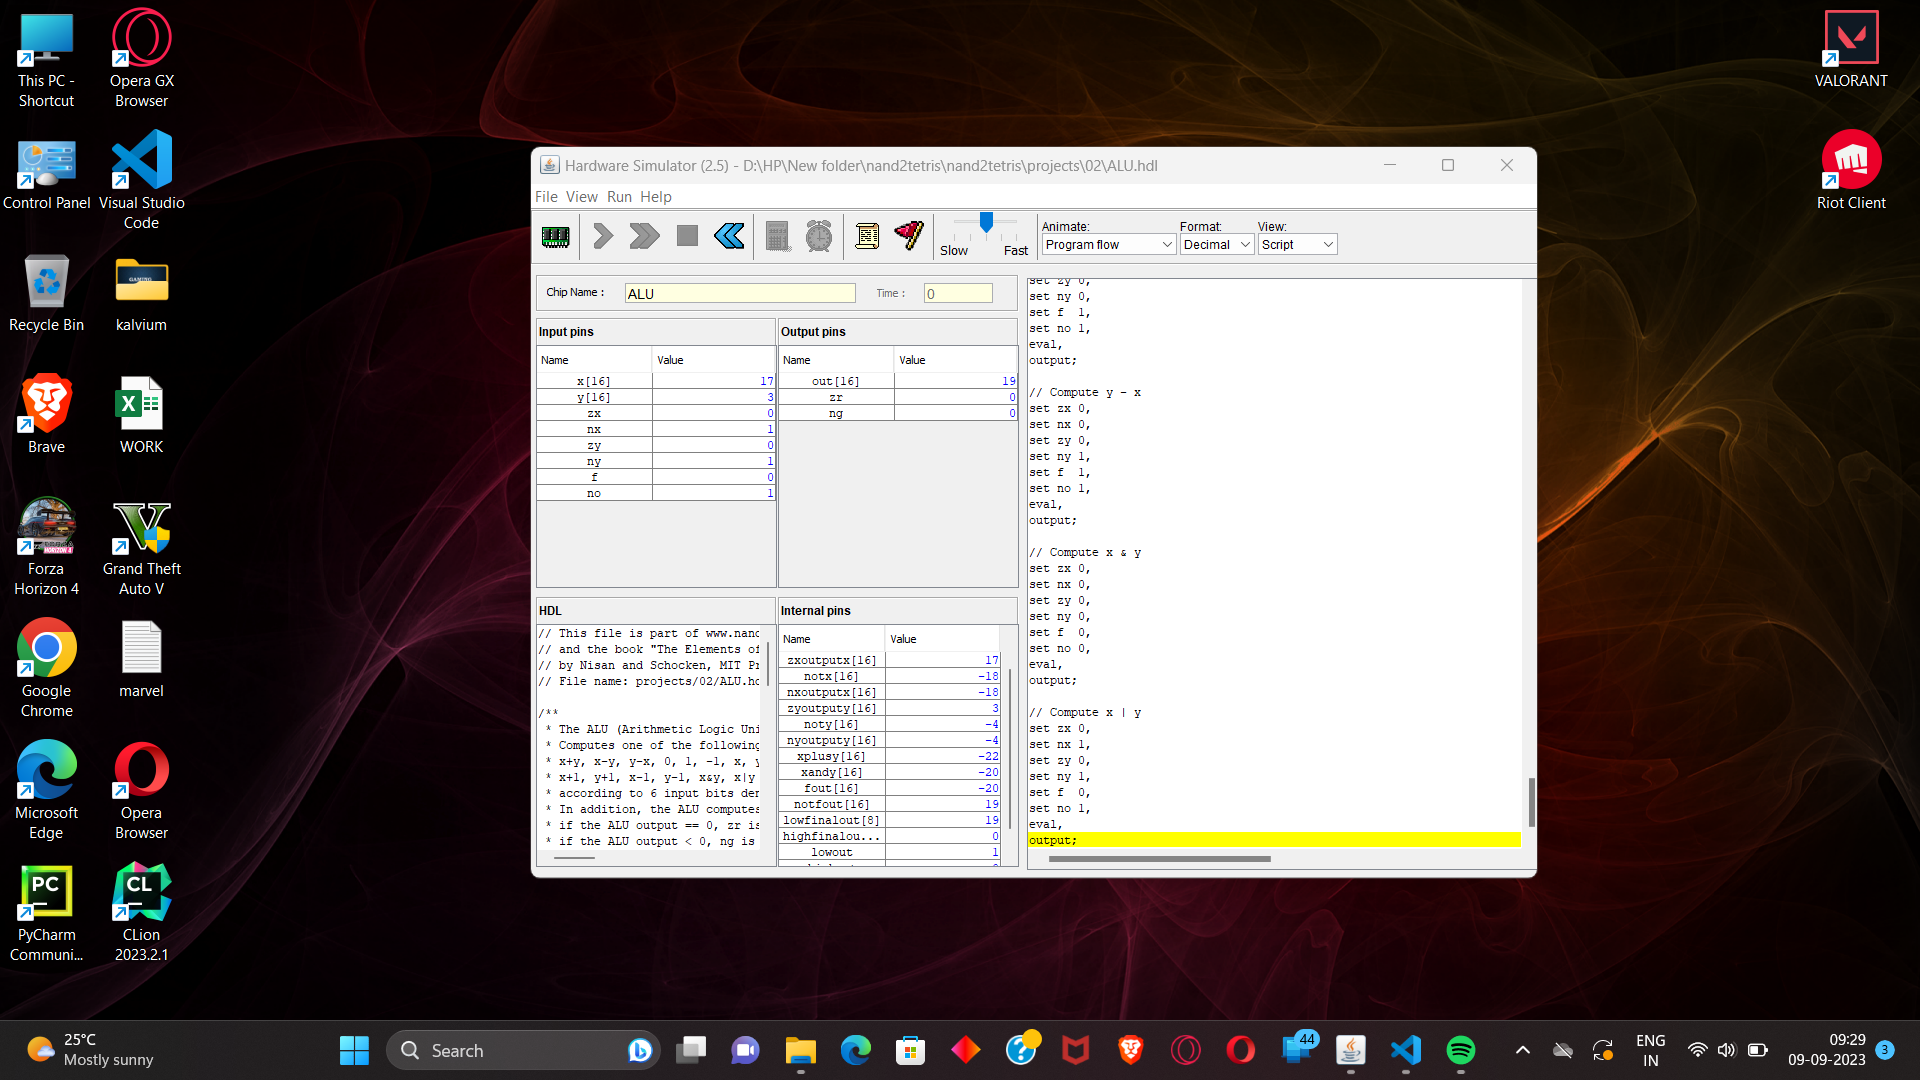 This PC -
Shortcut
Opera GX
Browser
Control Panel
Visual Studio
Code
Recycle Bin
GAMING
kalvium
Brave
WORK
Forza
Horizon 4
Grand Theft
Auto V
Google
Chrome
marvel
Microsoft
Edge
Opera
Browser
PC
PyCharm
Communi...
CL
CLion
2023.2.1
VALORANT
Riot Client
Hardware Simulator (2.5) - D:\HP\New folder\nand2tetris\nand2tetris\projects\02\ALU.hdl
File View Run Help
Slow Fast
Animate:
Program flow
Format:
Decimal
View:
Script
Chip Name : ALU Time : 0
Input pins
Name Value
x[16] 17
y[16] 3
zx 0
nx 1
zy 0
ny 1
f 0
no 1
Output pins
Name Value
out[16] 19
zr 0
ng 0
HDL
// This file is part of www.nand
// and the book "The Elements of
// by Nisan and Schocken, MIT Pr
// File name: projects/02/ALU.hd
/**
* The ALU (Arithmetic Logic Uni
* Computes one of the following
* x+y, x-y, y-x, 0, 1, -1, x, y
* x+1, y+1, x-1, y-1, x&y, x|y
* according to 6 input bits den
* In addition, the ALU computes
* if the ALU output == 0, zr is
* if the ALU output < 0, ng is
Internal pins
Name Value
zxoutputx[16] 17
notx[16] -18
nxoutputx[16] -18
zyoutputy[16] 3
noty[16] -4
nyoutputy[16] -4
xplusy[16] -22
xandy[16] -20
fout[16] -20
notfout[16] 19
lowfinalout[8] 19
highfinalou... 0
lowout 1
set zy 0,
set ny 0,
set f  1,
set no 1,
eval,
output;
// Compute y - x
set zx 0,
set nx 0,
set zy 0,
set ny 1,
set f  1,
set no 1,
eval,
output;
// Compute x & y
set zx 0,
set nx 0,
set zy 0,
set ny 0,
set f  0,
set no 0,
eval,
output;
// Compute x | y
set zx 0,
set nx 1,
set zy 0,
set ny 1,
set f  0,
set no 1,
eval,
output;
25°C
Mostly sunny
Search
44
ENG
IN
09:29
09-09-2023
3